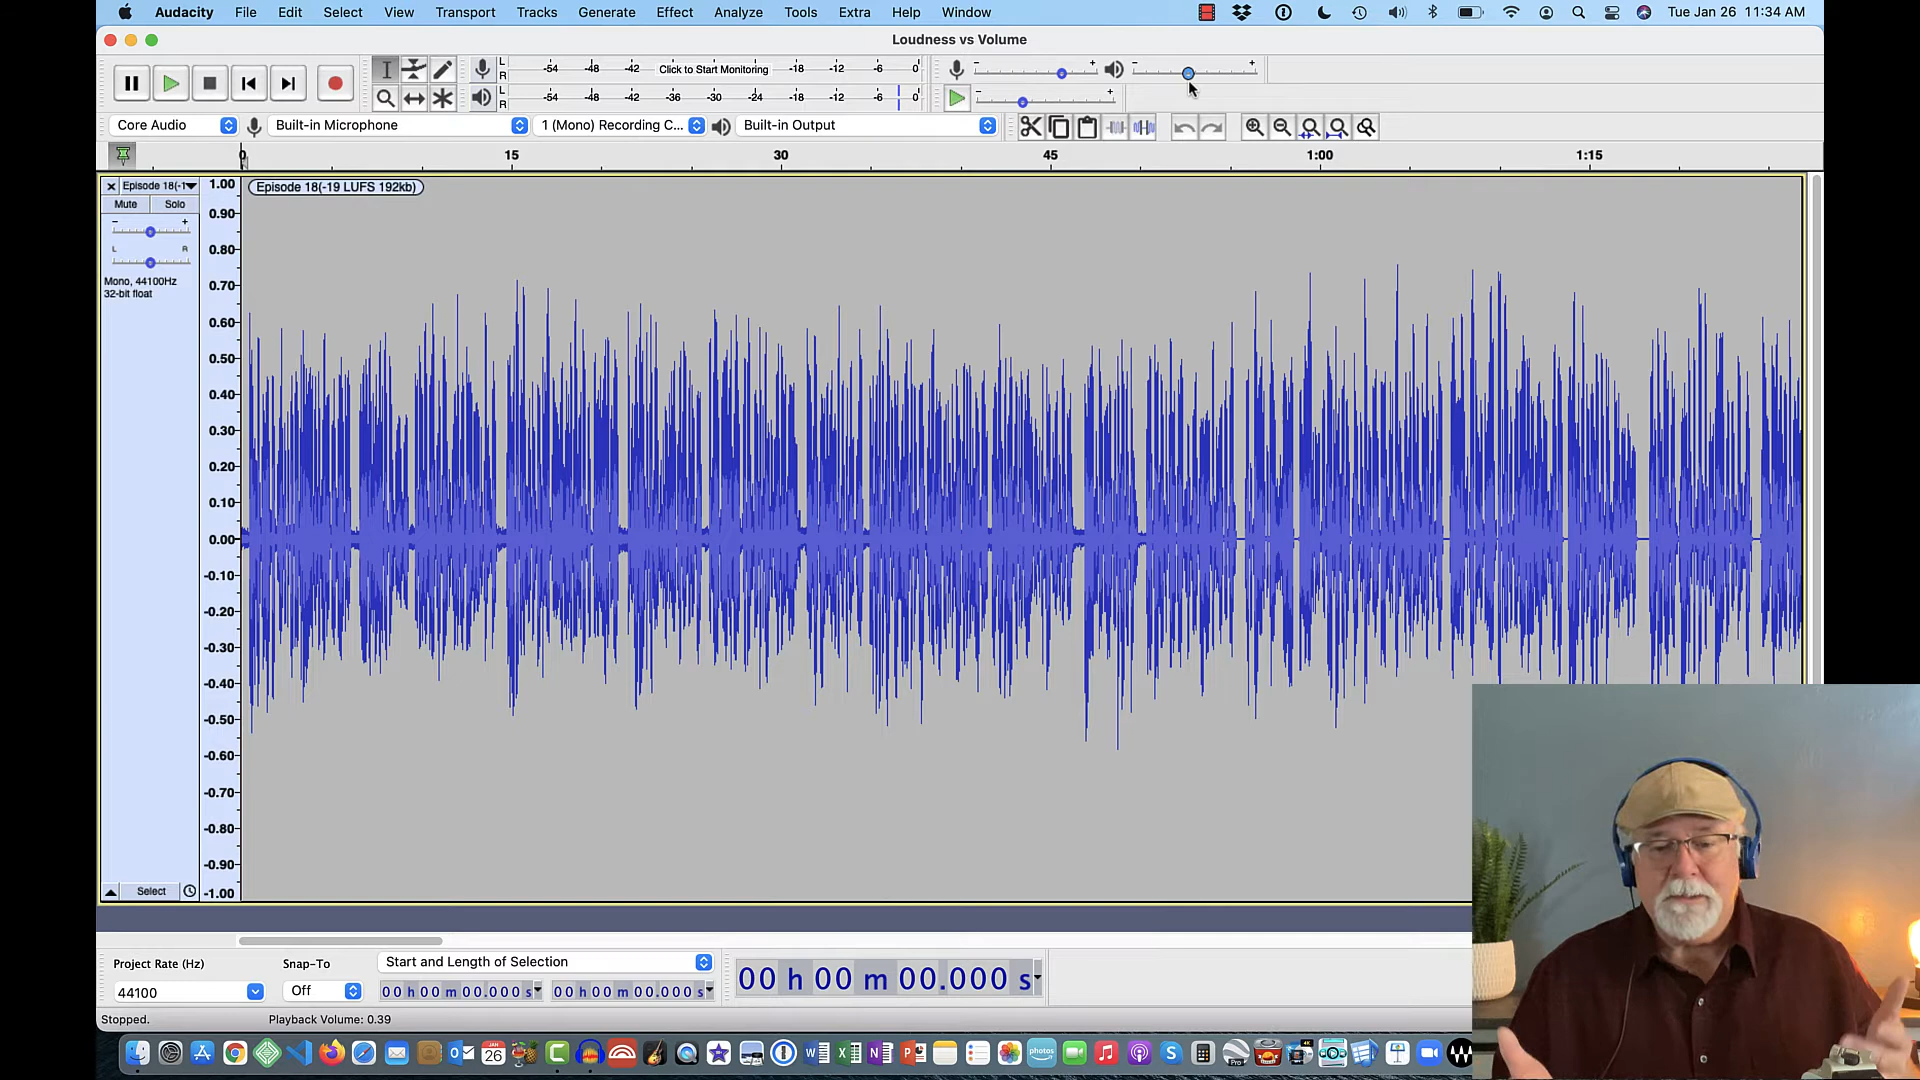 Audacity File Edit Select View Transport Tracks Generate Effect Analyze Tools Extra Help Window Tue Jan 26 11:34 AM
Loudness vs Volume
L R -54 -48 -42 Click to Start Monitoring -18 -12 -6 0 - + - +
L R -54 -48 -42 -36 -30 -24 -18 -12 -6 0 - +
Core Audio Built-in Microphone 1 (Mono) Recording C... Built-in Output
0 15 30 45 1:00 1:15
Episode 18(-1 1.00 Episode 18(-19 LUFS 192kb)
Mute Solo
0.90
- +
0.80
L R
Mono, 44100Hz
0.70
32-bit float
0.60
0.50
0.40
0.30
0.20
0.10
0.00
-0.10
-0.20
-0.30
-0.40
-0.50
-0.60
-0.70
-0.80
-0.90
Select -1.00
Project Rate (Hz) Snap-To Start and Length of Selection
44100 Off 00 h 00 m 00.000 s 00 h 00 m 00.000 s 00 h 00 m 00.000 s
Stopped. Playback Volume: 0.39
JAN
26
photos
Pro
4K